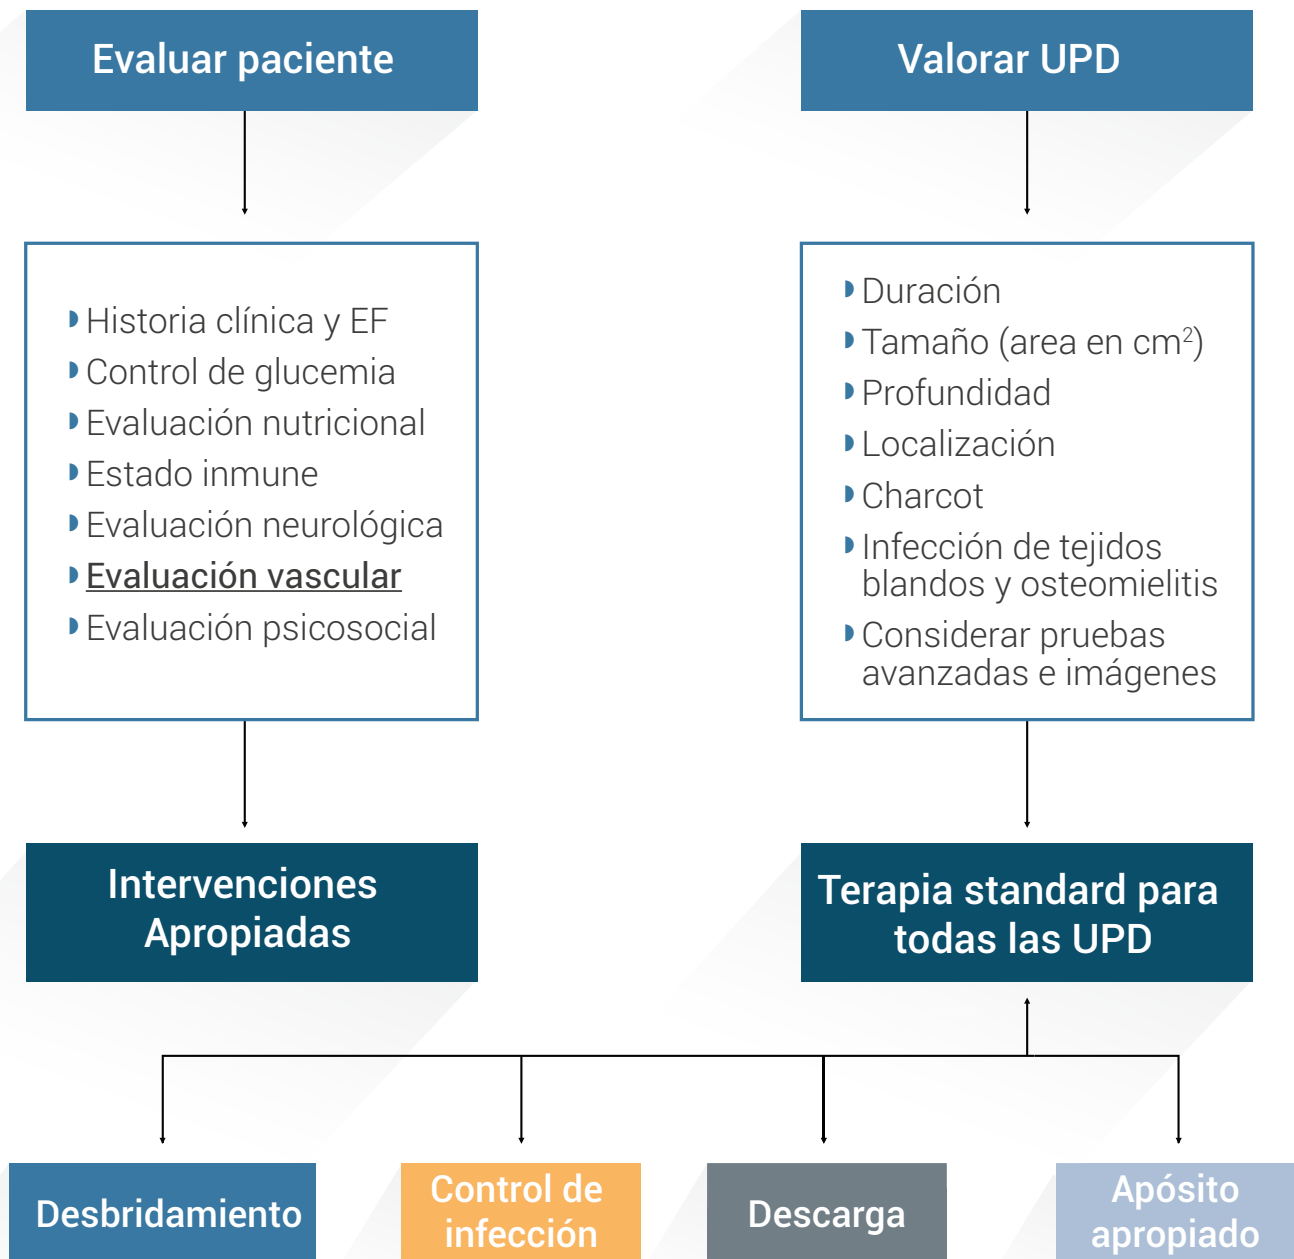 Evaluar paciente
Valorar UPD
Historia clínica y EF
Control de glucemia
Evaluación nutricional
Estado inmune
Evaluación neurológica
Evaluación vascular
Evaluación psicosocial
Duración
Tamaño (area en cm²)
Profundidad
Localización
Charcot
Infección de tejidos
blandos y osteomielitis
Considerar pruebas
avanzadas e imágenes
Intervenciones
Apropiadas
Terapia standard para
todas las UPD
Desbridamiento
Control de
infección
Descarga
Apósito
apropiado